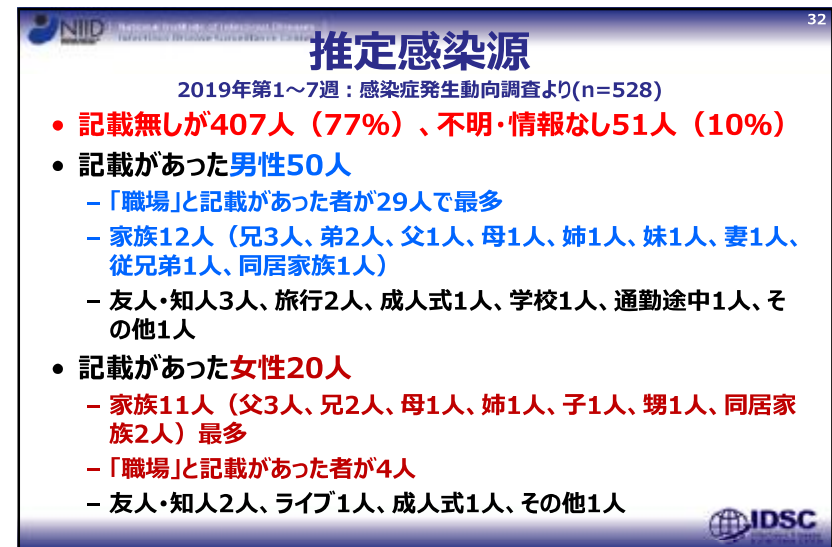 32
NIID National Institute of Infectious Diseases
Infectious Disease Surveillance Center
推定感染源
2019年第1～7週：感染症発生動向調査より(n=528)
• 記載無しが407人（77%）、不明・情報なし51人（10%）
• 記載があった男性50人
– 「職場」と記載があった者が29人で最多
– 家族12人（兄3人、弟2人、父1人、母1人、姉1人、妹1人、妻1人、
従兄弟1人、同居家族1人）
– 友人・知人3人、旅行2人、成人式1人、学校1人、通勤途中1人、そ
の他1人
• 記載があった女性20人
– 家族11人（父3人、兄2人、母1人、姉1人、子1人、甥1人、同居家
族2人）最多
– 「職場」と記載があった者が4人
– 友人・知人2人、ライブ1人、成人式1人、その他1人
IDSC